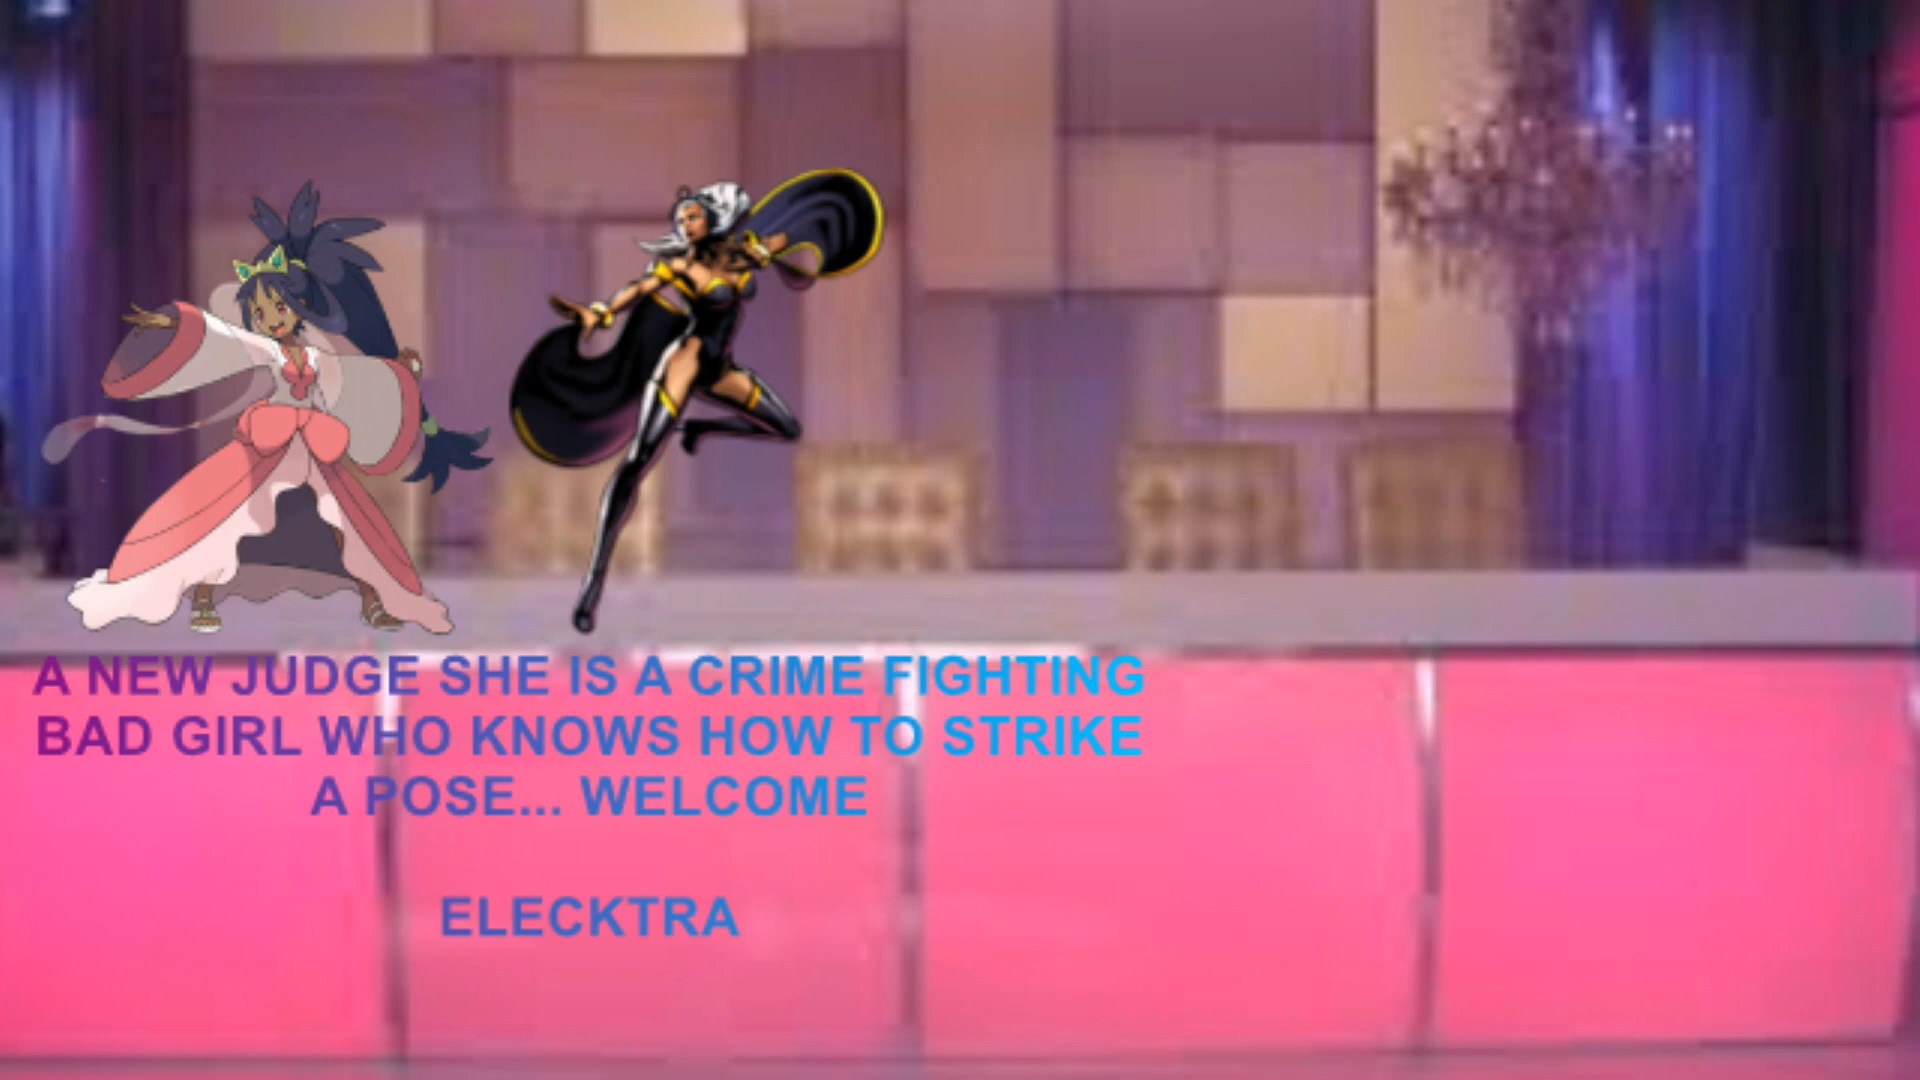 A NEW JUDGE SHE IS A CRIME FIGHTING
BAD GIRL WHO KNOWS HOW TO STRIKE
A POSE... WELCOME
ELECKTRA